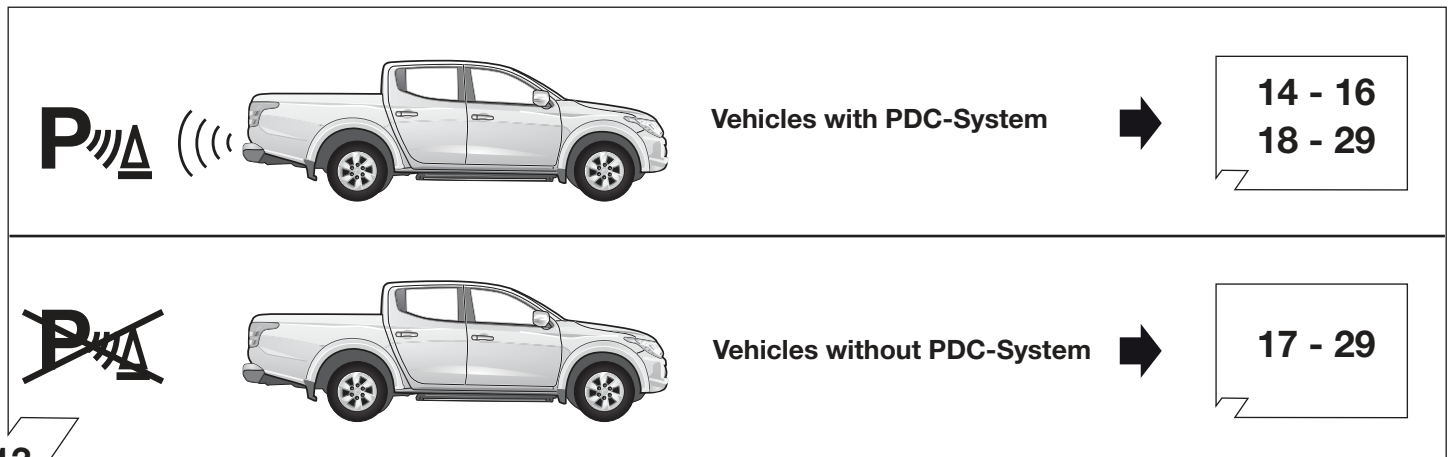 P
Vehicles with PDC-System
14 - 16
18 - 29
P
Vehicles without PDC-System
17 - 29